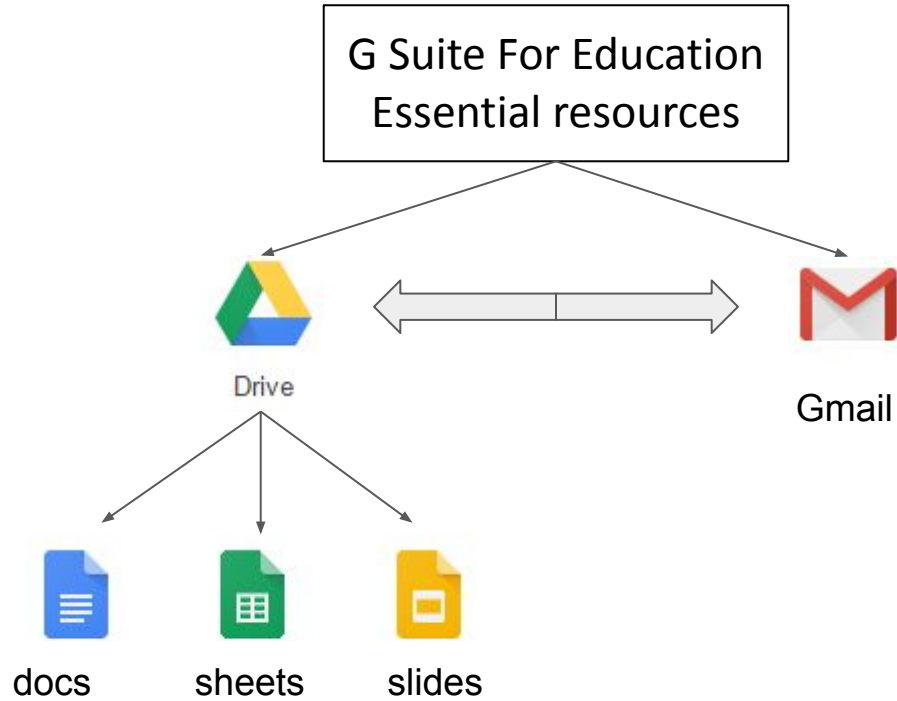 G Suite For Education
Essential resources
Drive
Gmail
docs
sheets
slides